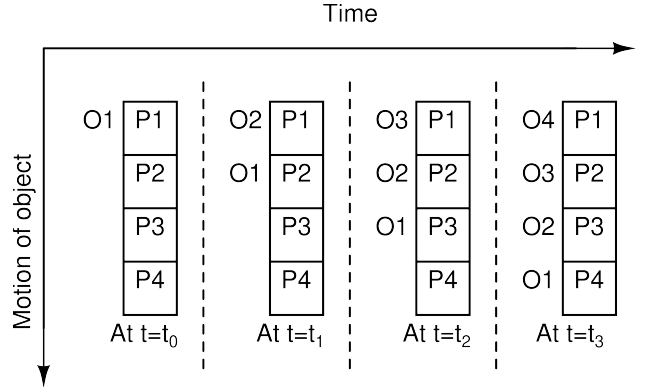 Time
Motion of object
O1 P1 O2 P1 O3 P1 O4 P1
P2 O1 P2 O2 P2 O3 P2
P3 P3 O1 P3 O2 P3
P4 P4 P4 O1 P4
At t=t0 At t=t1 At t=t2 At t=t3